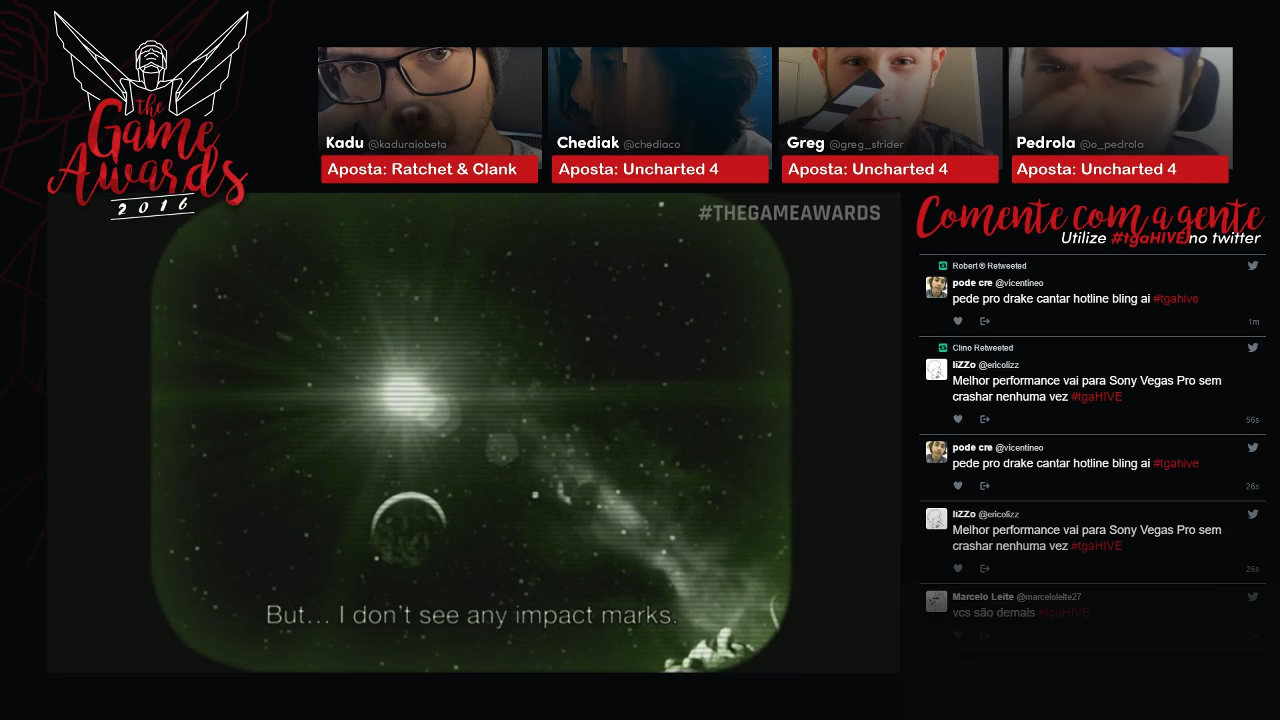 the
Game
Awards
2016
Kadu @kaduraiobeta
Aposta: Ratchet & Clank
Chediak @chediaco
Aposta: Uncharted 4
Greg @greg_strider
Aposta: Uncharted 4
Pedrola @o_pedrola
Aposta: Uncharted 4
#THEGAMEAWARDS
But... I don't see any impact marks.
Comente com a gente
Utilize #tgaHIVE no twitter
Robert ® Retweeted
pode cre @vicentineo
pede pro drake cantar hotline bling ai #tgahive
1m
Clino Retweeted
liZZo @ericolizz
Melhor performance vai para Sony Vegas Pro sem
crashar nenhuma vez #tgaHIVE
56s
pode cre @vicentineo
pede pro drake cantar hotline bling ai #tgahive
26s
liZZo @ericolizz
Melhor performance vai para Sony Vegas Pro sem
crashar nenhuma vez #tgaHIVE
26s
Marcelo Leite @marceloleite27
vcs são demais #tgaHIVE